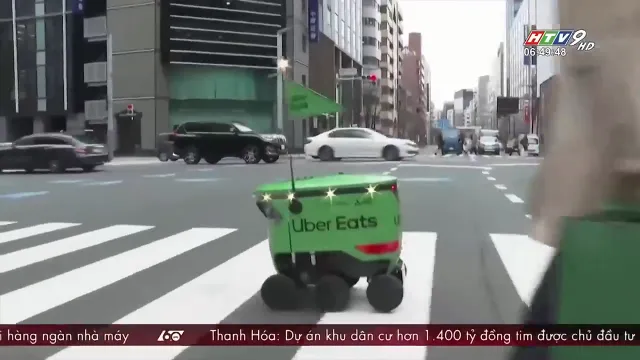 HTV9 HD
06:49:48
Uber Eats
i hàng ngàn nhà máy 60 Thanh Hóa: Dự án khu dân cư hơn 1.400 tỷ đồng tìm được chủ đầu tư